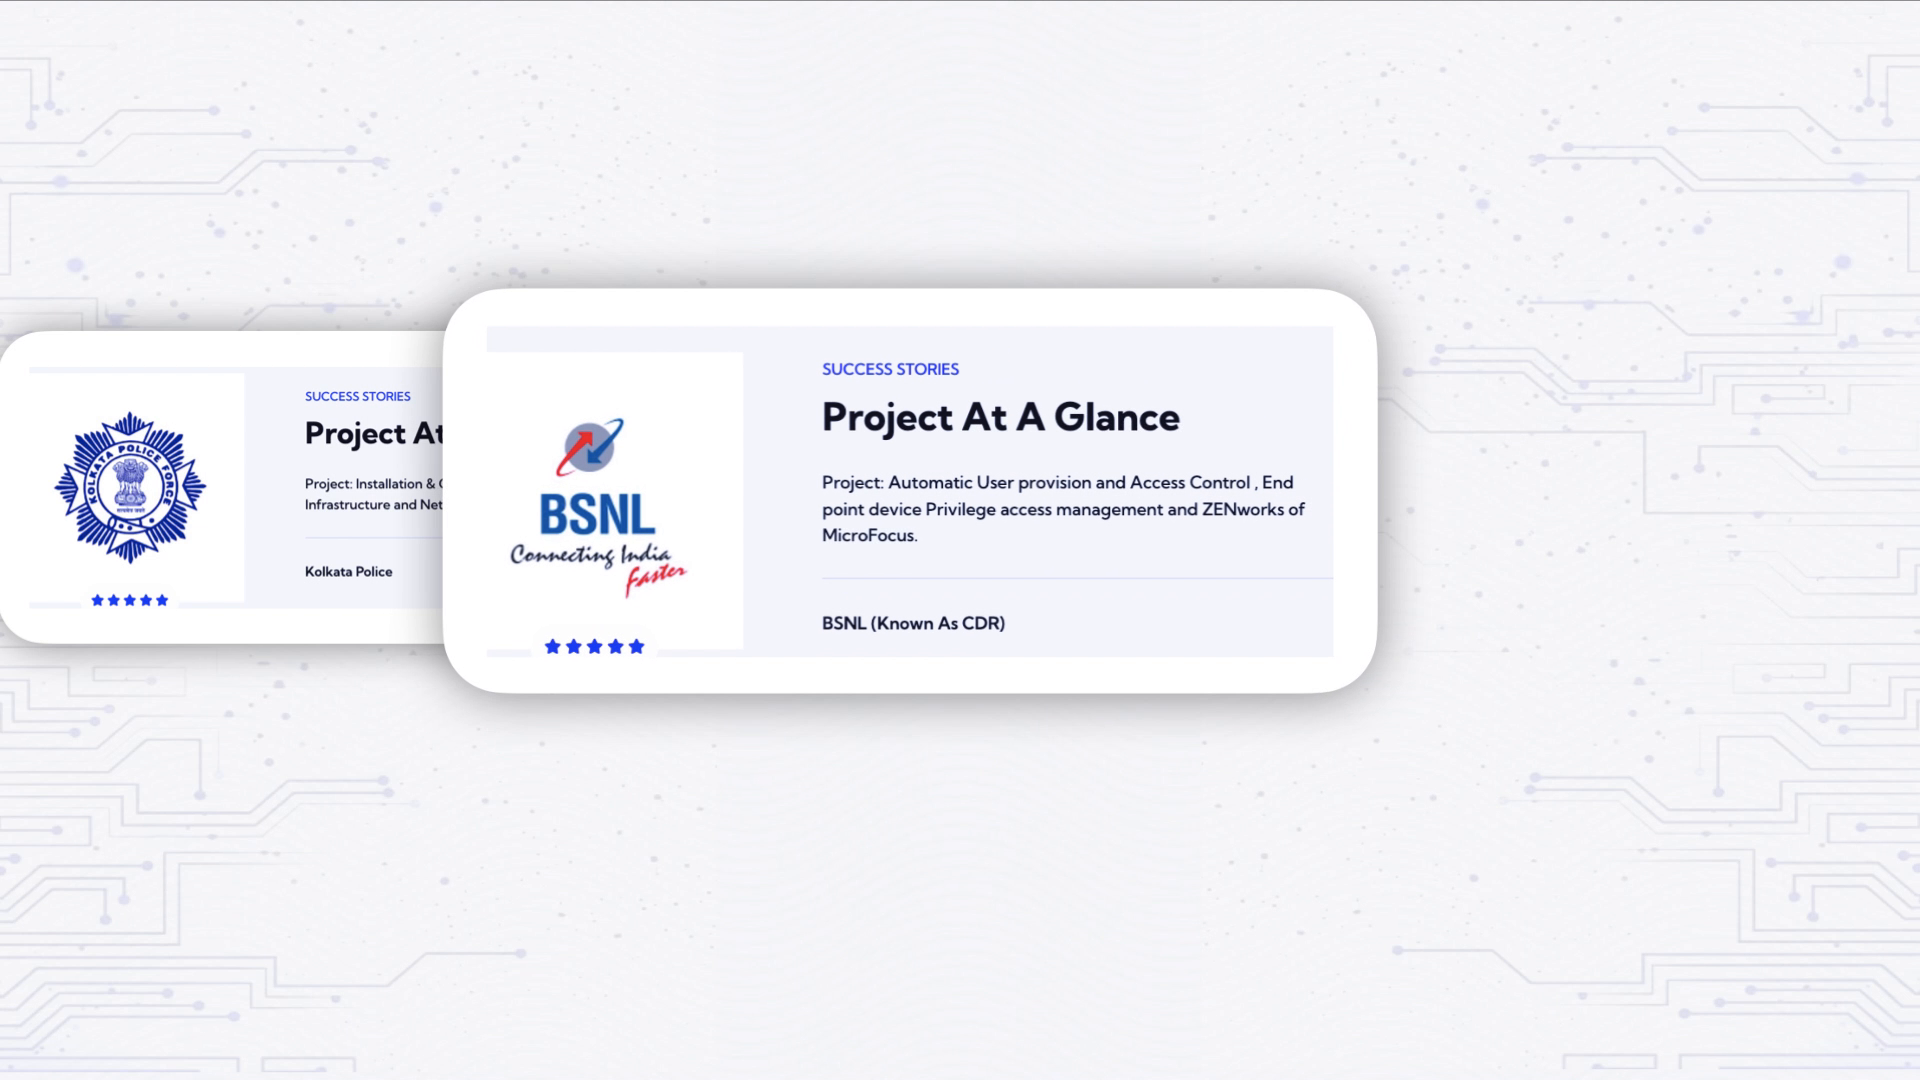 SUCCESS STORIES
Project At
Project: Installation &
Infrastructure and Net
Kolkata Police
KOLKATA POLICE FORCE
SUCCESS STORIES
Project At A Glance
Project: Automatic User provision and Access Control , End
point device Privilege access management and ZENworks of
MicroFocus.
BSNL (Known As CDR)
BSNL
Connecting India
Faster